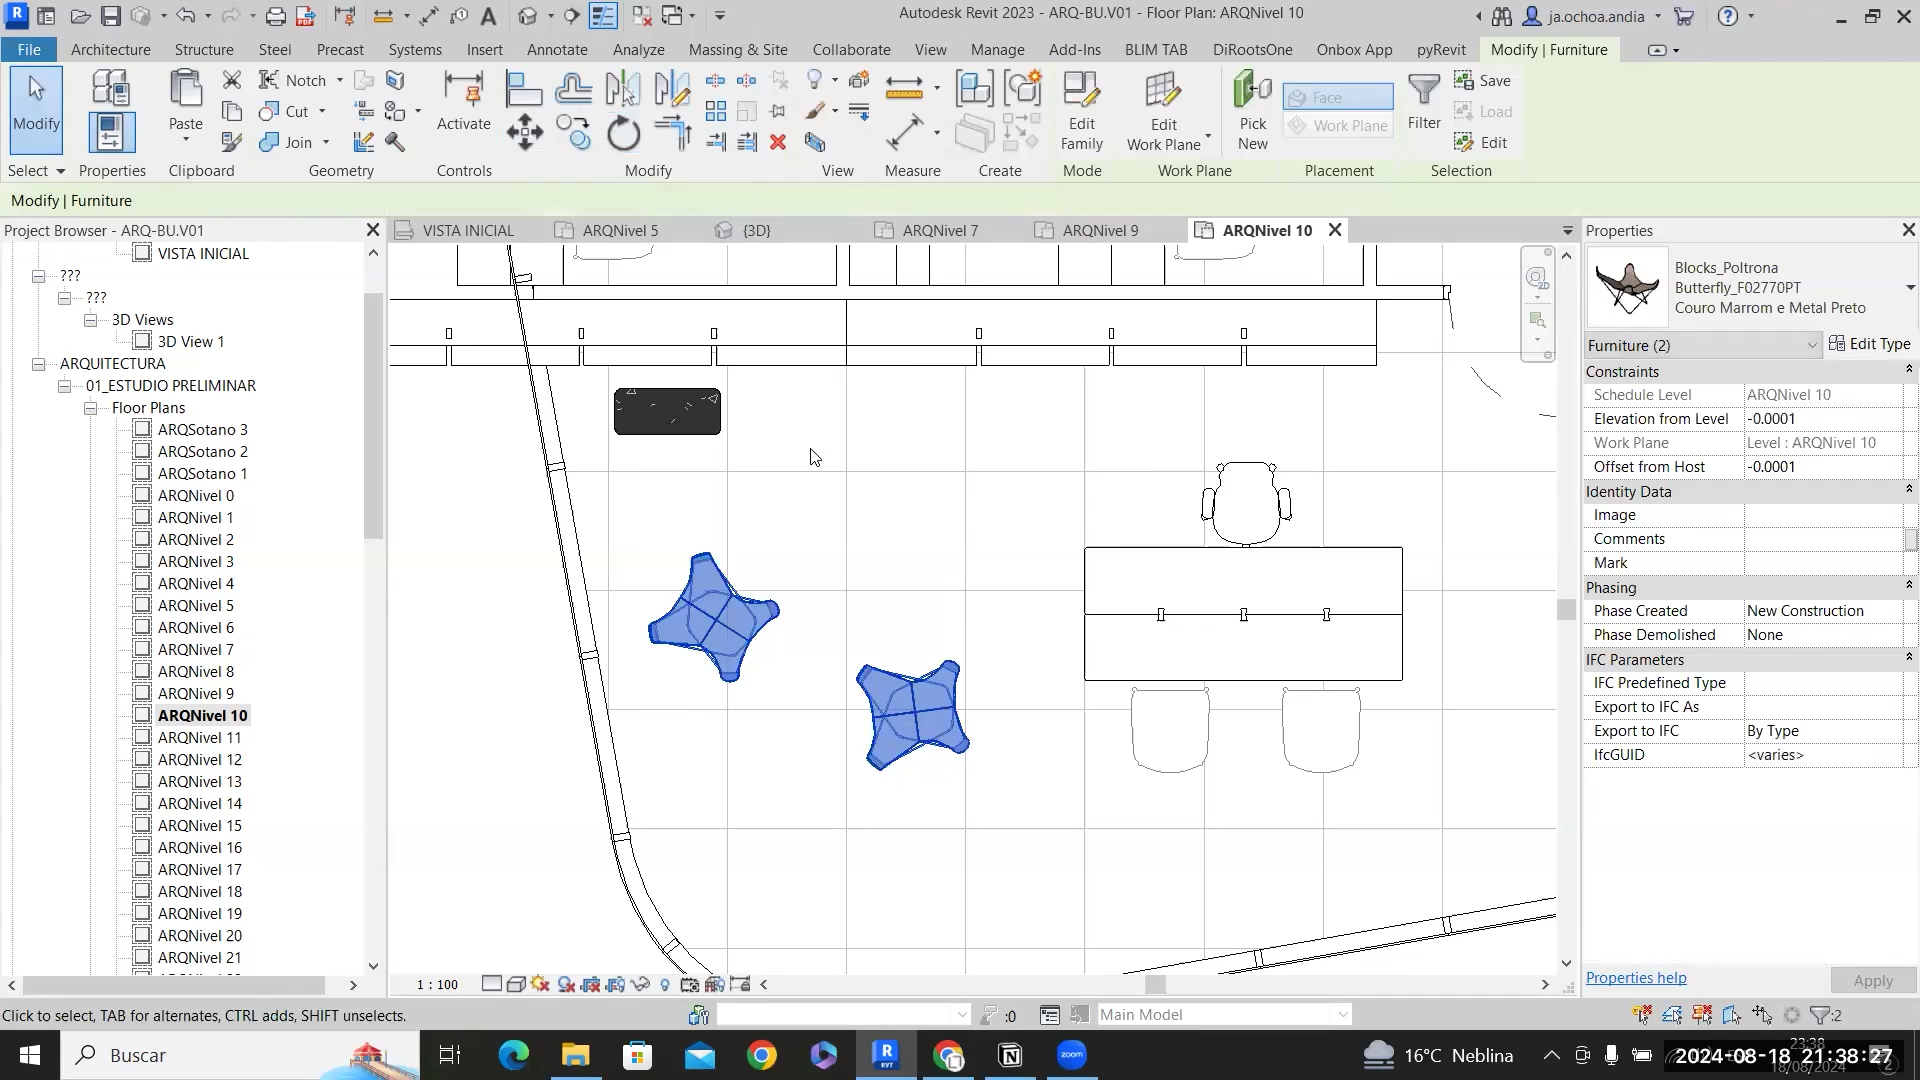 Autodesk Revit 2023 - ARQ-BU.V01 - Floor Plan: ARQNivel 10
ja.ochoa.andia
File
Architecture
Structure
Steel
Precast
Systems
Insert
Annotate
Analyze
Massing & Site
Collaborate
View
Manage
Add-Ins
BLIM TAB
DiRootsOne
Onbox App
pyRevit
Modify | Furniture
Modify
Paste
Notch
Cut
Join
Activate
Edit
Family
Edit
Work Plane
Pick
New
Face
Work Plane
Filter
Save
Load
Edit
Select
Properties
Clipboard
Geometry
Controls
Modify
View
Measure
Create
Mode
Work Plane
Placement
Selection
Modify | Furniture
Project Browser - ARQ-BU.V01
VISTA INICIAL
???
???
3D Views
3D View 1
ARQUITECTURA
01_ESTUDIO PRELIMINAR
Floor Plans
ARQSotano 3
ARQSotano 2
ARQSotano 1
ARQNivel 0
ARQNivel 1
ARQNivel 2
ARQNivel 3
ARQNivel 4
ARQNivel 5
ARQNivel 6
ARQNivel 7
ARQNivel 8
ARQNivel 9
ARQNivel 10
ARQNivel 11
ARQNivel 12
ARQNivel 13
ARQNivel 14
ARQNivel 15
ARQNivel 16
ARQNivel 17
ARQNivel 18
ARQNivel 19
ARQNivel 20
ARQNivel 21
VISTA INICIAL
ARQNivel 5
{3D}
ARQNivel 7
ARQNivel 9
ARQNivel 10
2D
1 : 100
Properties
Blocks_Poltrona
Butterfly_F02770PT
Couro Marrom e Metal Preto
Furniture (2)
Edit Type
Constraints
Schedule Level ARQNivel 10
Elevation from Level -0.0001
Work Plane Level : ARQNivel 10
Offset from Host -0.0001
Identity Data
Image
Comments
Mark
Phasing
Phase Created New Construction
Phase Demolished None
IFC Parameters
IFC Predefined Type
Export to IFC As
Export to IFC By Type
IfcGUID <varies>
Properties help
Apply
Click to select, TAB for alternates, CTRL adds, SHIFT unselects.
:0
Main Model
:2
Buscar
R
RVT
zoom
16°C Neblina
23:38
2024-08-18 21:38:27
18/08/2024